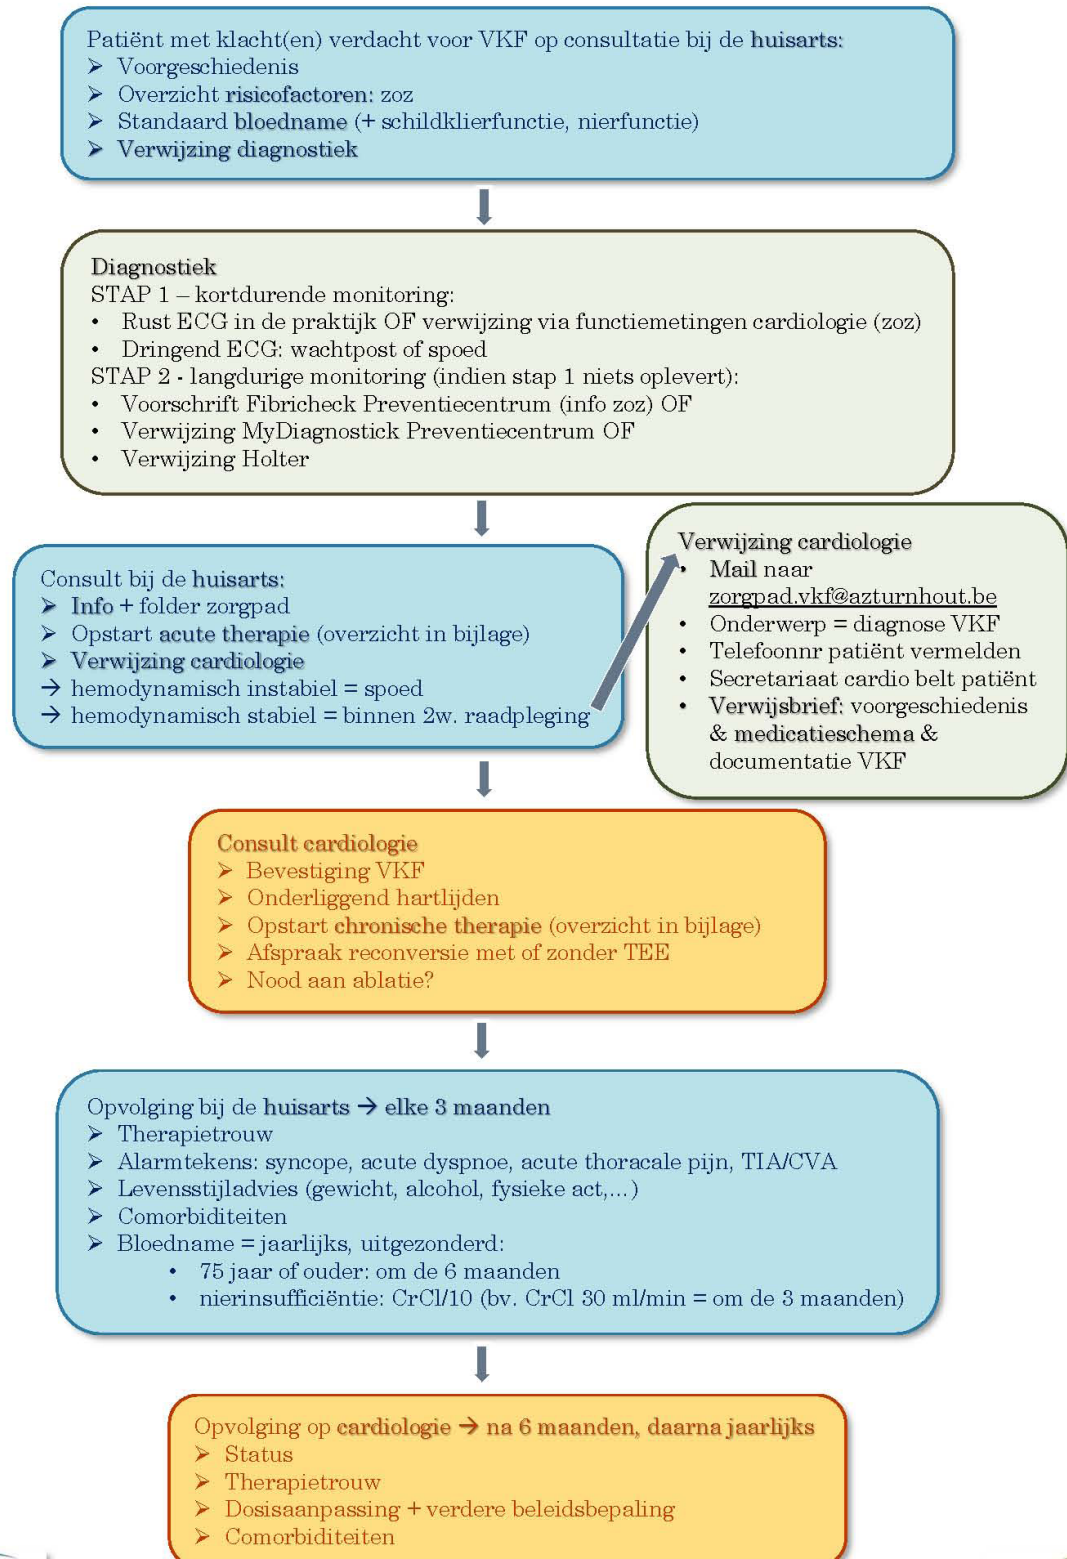 Patiënt met klacht(en) verdacht voor VKF op consultatie bij de huisarts:
➢ Voorgeschiedenis
➢ Overzicht risicofactoren: zoz
➢ Standaard bloedname (+ schildklierfunctie, nierfunctie)
➢ Verwijzing diagnostiek
Diagnostiek
STAP 1 – kortdurende monitoring:
• Rust ECG in de praktijk OF verwijzing via functiemetingen cardiologie (zoz)
• Dringend ECG: wachtpost of spoed
STAP 2 - langdurige monitoring (indien stap 1 niets oplevert):
• Voorschrift Fibricheck Preventiecentrum (info zoz) OF
• Verwijzing MyDiagnostick Preventiecentrum OF
• Verwijzing Holter
Consult bij de huisarts:
➢ Info + folder zorgpad
➢ Opstart acute therapie (overzicht in bijlage)
➢ Verwijzing cardiologie
→ hemodynamisch instabiel = spoed
→ hemodynamisch stabiel = binnen 2w. raadpleging
Verwijzing cardiologie
• Mail naar
zorgpad.vkf@azturnhout.be
• Onderwerp = diagnose VKF
• Telefoonnr patiënt vermelden
• Secretariaat cardio belt patiënt
• Verwijsbrief: voorgeschiedenis
& medicatieschema &
documentatie VKF
Consult cardiologie
➢ Bevestiging VKF
➢ Onderliggend hartlijden
➢ Opstart chronische therapie (overzicht in bijlage)
➢ Afspraak reconversie met of zonder TEE
➢ Nood aan ablatie?
Opvolging bij de huisarts → elke 3 maanden
➢ Therapietrouw
➢ Alarmtekens: syncope, acute dyspnoe, acute thoracale pijn, TIA/CVA
➢ Levensstijladvies (gewicht, alcohol, fysieke act,...)
➢ Comorbiditeiten
➢ Bloedname = jaarlijks, uitgezonderd:
• 75 jaar of ouder: om de 6 maanden
• nierinsufficiëntie: CrCl/10 (bv. CrCl 30 ml/min = om de 3 maanden)
Opvolging op cardiologie → na 6 maanden, daarna jaarlijks
➢ Status
➢ Therapietrouw
➢ Dosisaanpassing + verdere beleidsbepaling
➢ Comorbiditeiten